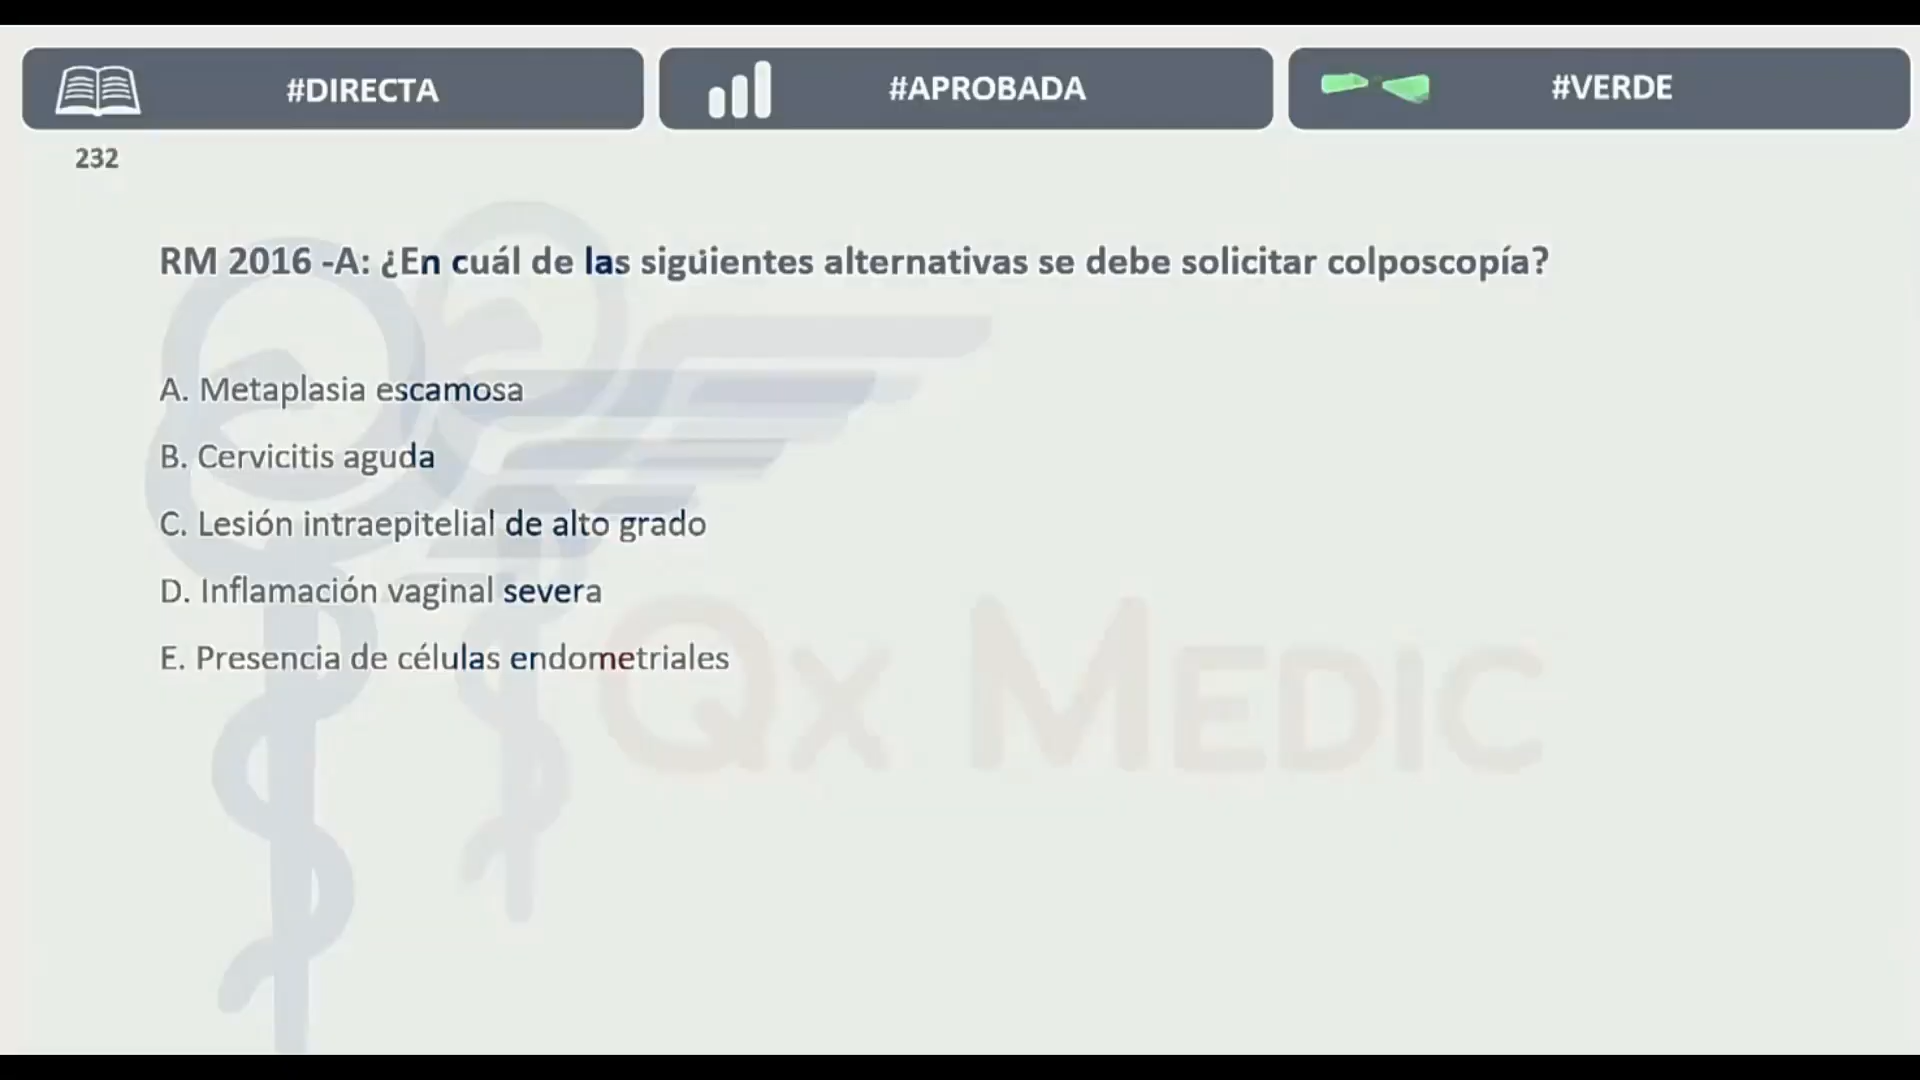 #DIRECTA
#APROBADA
#VERDE
232
RM 2016 -A: ¿En cuál de las siguientes alternativas se debe solicitar colposcopía?
A. Metaplasia escamosa
B. Cervicitis aguda
C. Lesión intraepitelial de alto grado
D. Inflamación vaginal severa
E. Presencia de células endometriales
Qx MEDIC